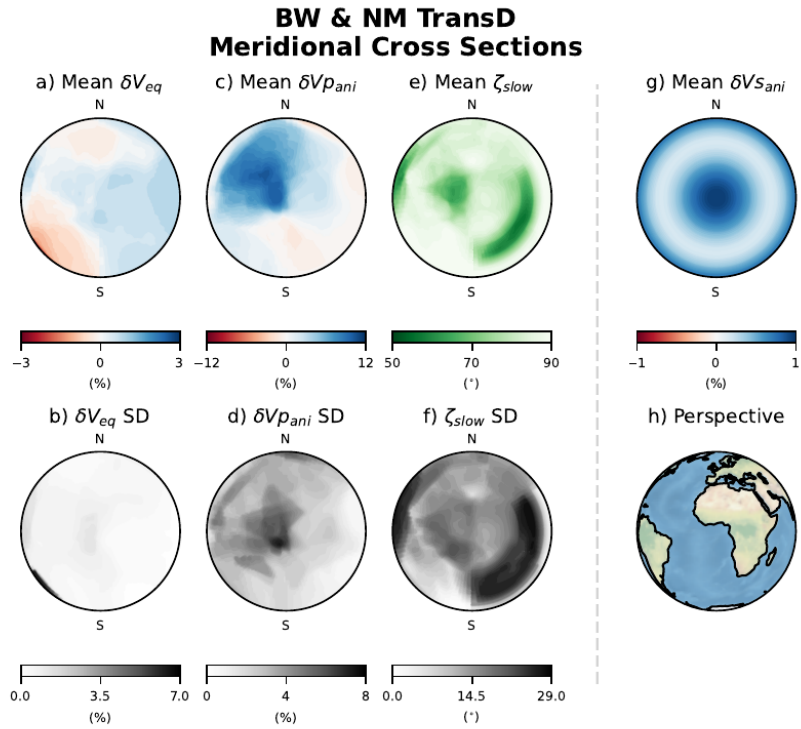 BW & NM TransD
Meridional Cross Sections
a) Mean δV_eq
c) Mean δVp_ani
e) Mean ζ_slow
g) Mean δVs_ani
N
N
N
N
S
S
S
S
−3 0 3
−12 0 12
50 70 90
−1 0 1
(%)
(%)
(°)
(%)
b) δV_eq SD
d) δVp_ani SD
f) ζ_slow SD
h) Perspective
N
N
N
S
S
S
0.0 3.5 7.0
0 4 8
0.0 14.5 29.0
(%)
(%)
(°)